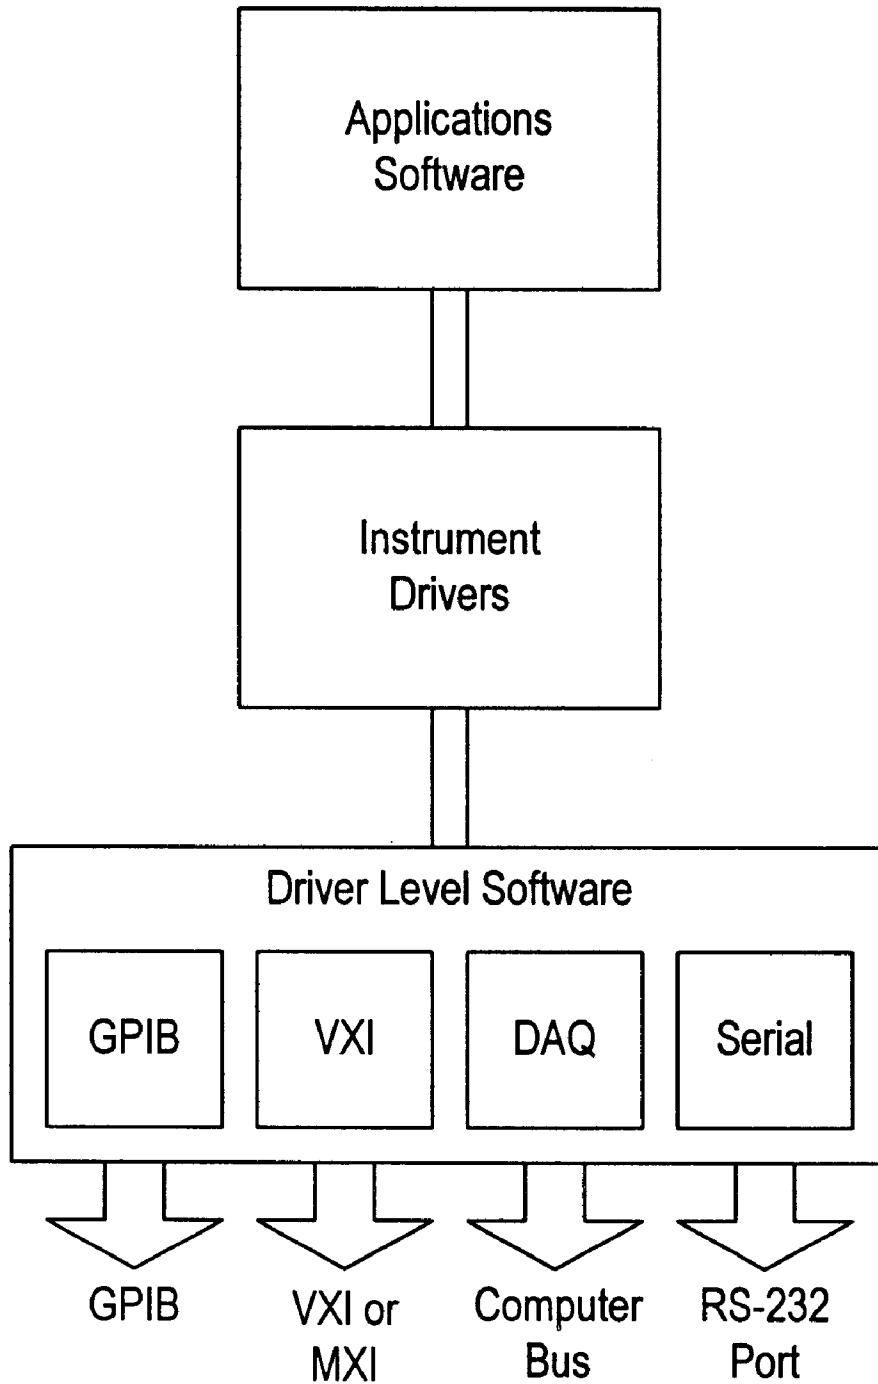 Applications
Software
Instrument
Drivers
Driver Level Software
GPIB
VXI
DAQ
Serial
GPIB
VXI or
MXI
Computer
Bus
RS-232
Port